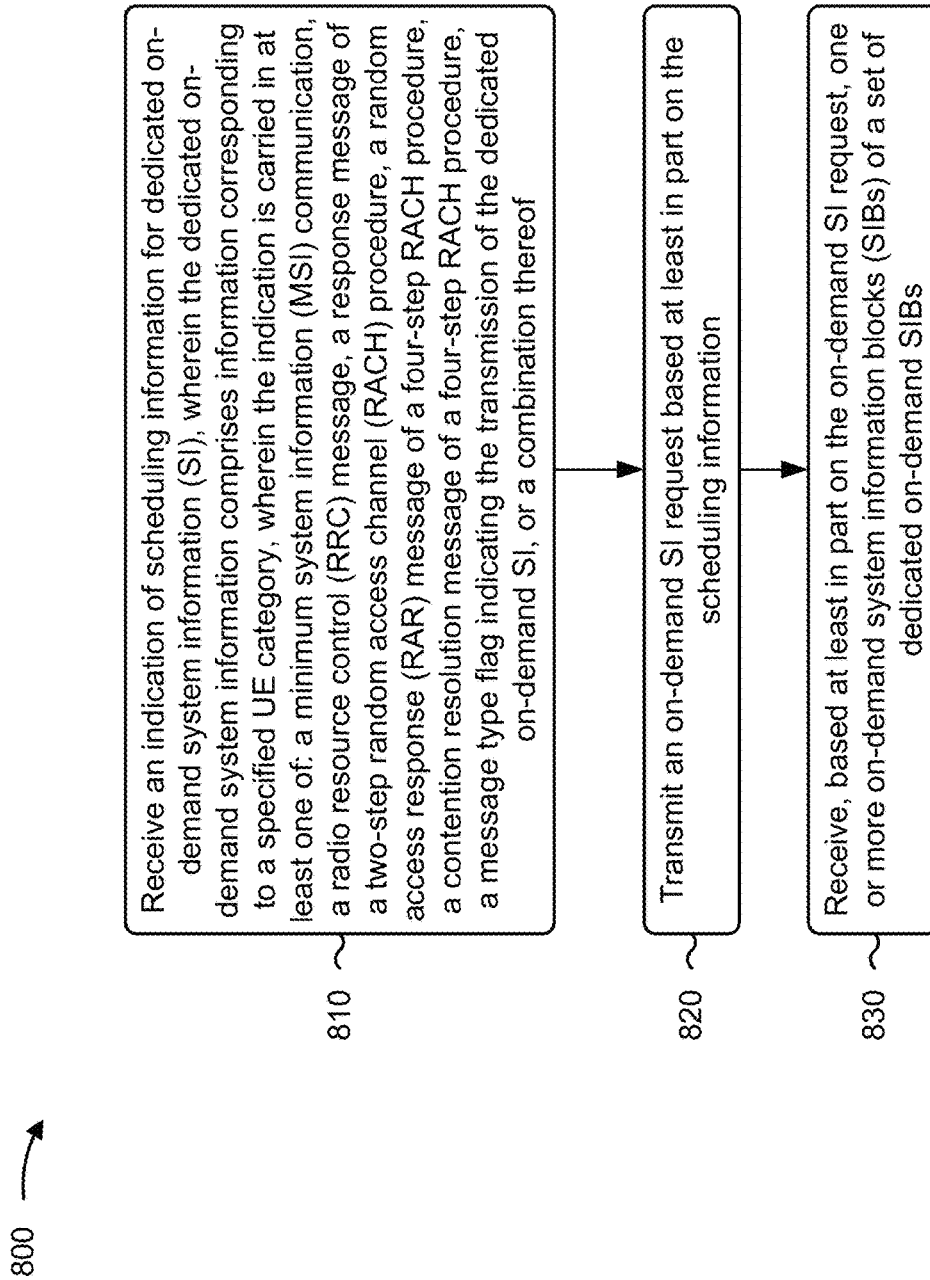 800
810
Receive an indication of scheduling information for dedicated on-
demand system information (SI), wherein the dedicated on-
demand system information comprises information corresponding
to a specified UE category, wherein the indication is carried in at
least one of: a minimum system information (MSI) communication,
a radio resource control (RRC) message, a response message of
a two-step random access channel (RACH) procedure, a random
access response (RAR) message of a four-step RACH procedure,
a contention resolution message of a four-step RACH procedure,
a message type flag indicating the transmission of the dedicated
on-demand SI, or a combination thereof
820
Transmit an on-demand SI request based at least in part on the
scheduling information
830
Receive, based at least in part on the on-demand SI request, one
or more on-demand system information blocks (SIBs) of a set of
dedicated on-demand SIBs